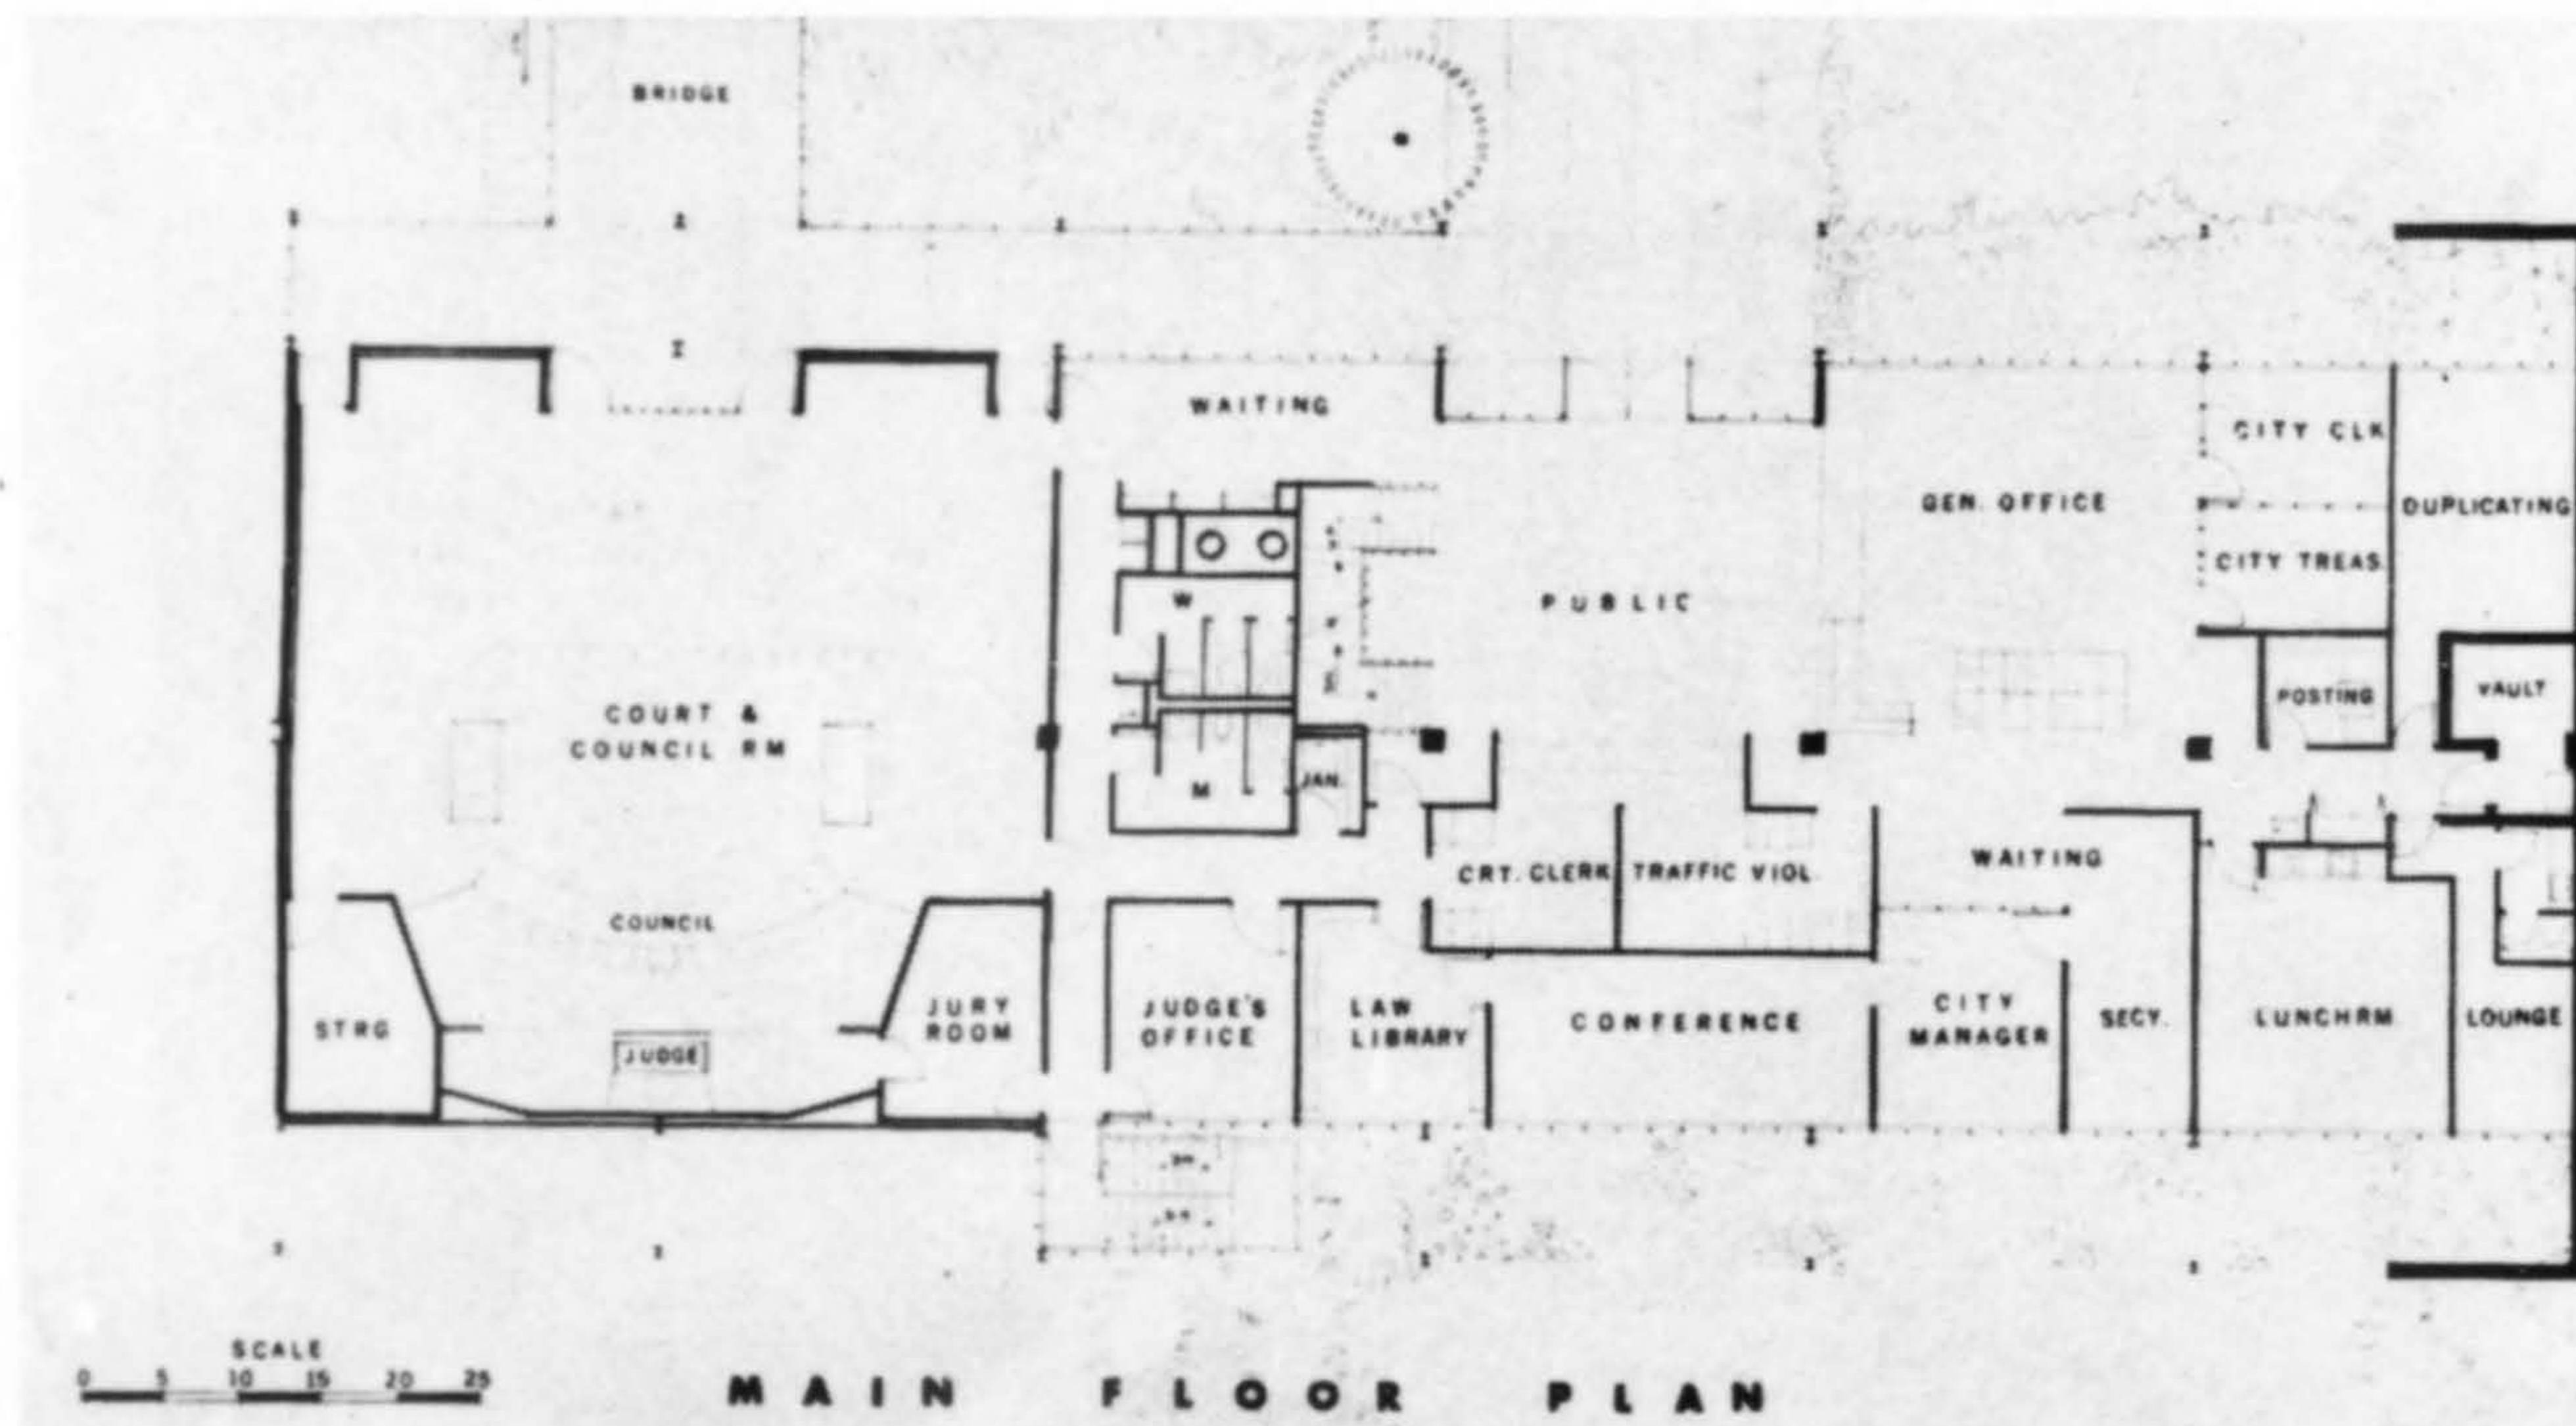 BRIDGE
WAITING
CITY CLK
GEN. OFFICE
DUPLICATING
CITY TREAS.
W
PUBLIC
POSTING
VAULT
COURT &
COUNCIL RM
M
JAN.
CRT. CLERK
TRAFFIC VIOL.
WAITING
COUNCIL
STRG
JUDGE
JURY
ROOM
JUDGE'S
OFFICE
LAW
LIBRARY
CONFERENCE
CITY
MANAGER
SECY.
LUNCHRM.
LOUNGE
SCALE
0 5 10 15 20 25
MAIN FLOOR PLAN